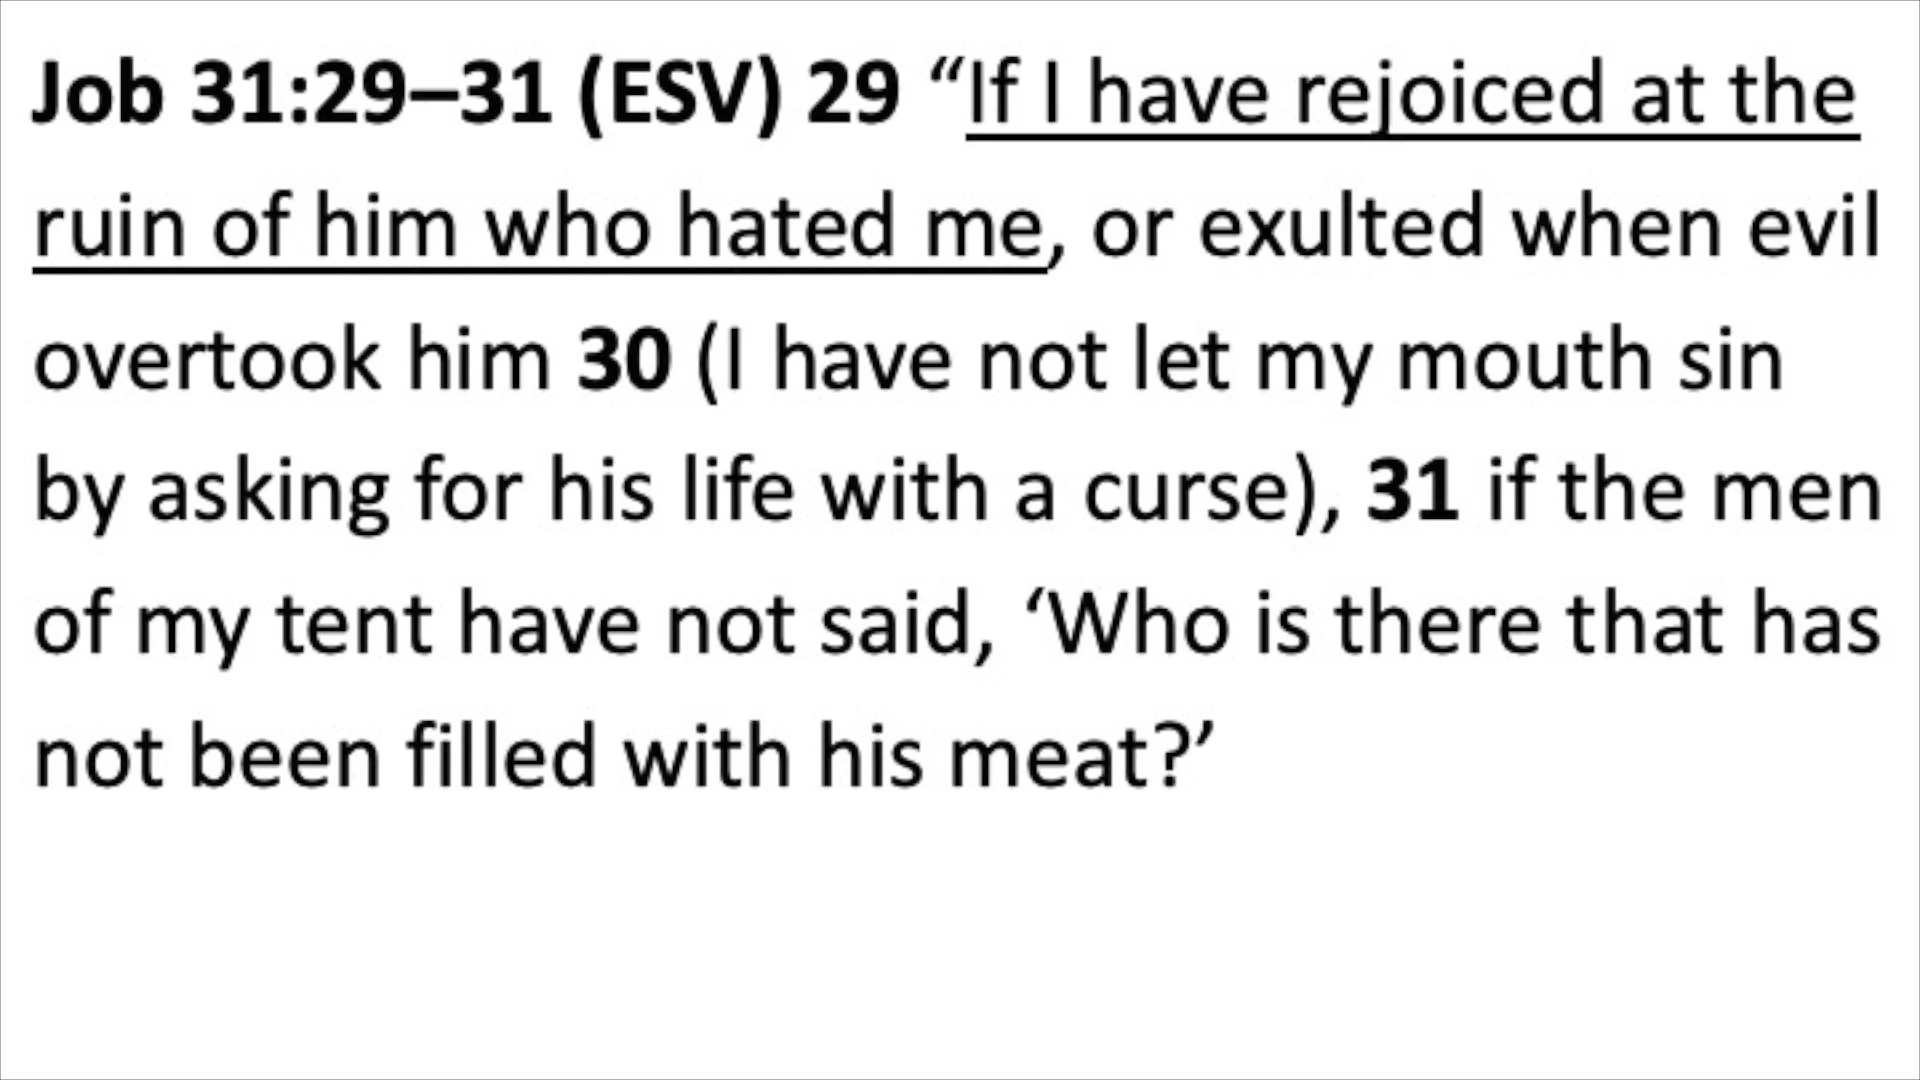 Job 31:29–31 (ESV) 29 “If I have rejoiced at the
ruin of him who hated me, or exulted when evil
overtook him 30 (I have not let my mouth sin
by asking for his life with a curse), 31 if the men
of my tent have not said, ‘Who is there that has
not been filled with his meat?’